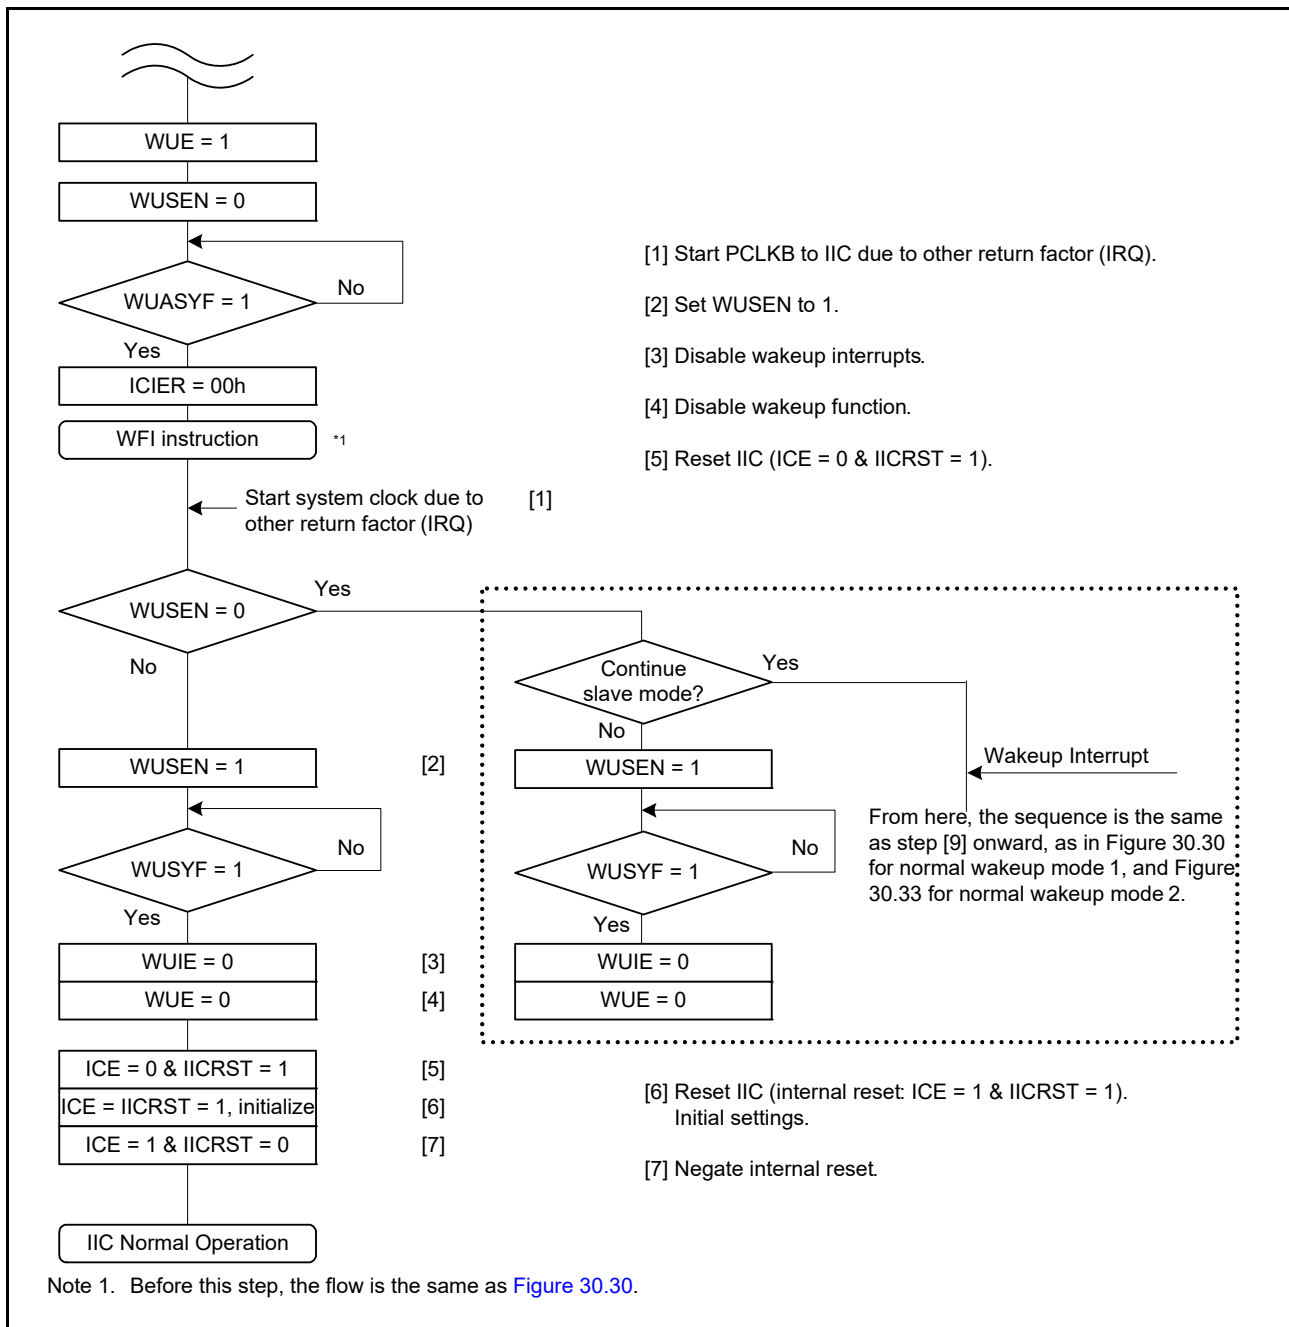 WUE = 1
WUSEN = 0
WUASYF = 1
No
Yes
ICIER = 00h
WFI instruction
*1
Start system clock due to
other return factor (IRQ)
[1]
[1] Start PCLKB to IIC due to other return factor (IRQ).
[2] Set WUSEN to 1.
[3] Disable wakeup interrupts.
[4] Disable wakeup function.
[5] Reset IIC (ICE = 0 & IICRST = 1).
WUSEN = 0
Yes
No
Continue
slave mode?
Yes
No
WUSEN = 1
[2]
WUSEN = 1
Wakeup Interrupt
From here, the sequence is the same
as step [9] onward, as in Figure 30.30
for normal wakeup mode 1, and Figure
30.33 for normal wakeup mode 2.
WUSYF = 1
No
Yes
WUSYF = 1
No
Yes
WUIE = 0
[3]
WUE = 0
[4]
WUIE = 0
WUE = 0
ICE = 0 & IICRST = 1
[5]
ICE = IICRST = 1, initialize
[6]
ICE = 1 & IICRST = 0
[7]
[6] Reset IIC (internal reset: ICE = 1 & IICRST = 1).
Initial settings.
[7] Negate internal reset.
IIC Normal Operation
Note 1. Before this step, the flow is the same as Figure 30.30.